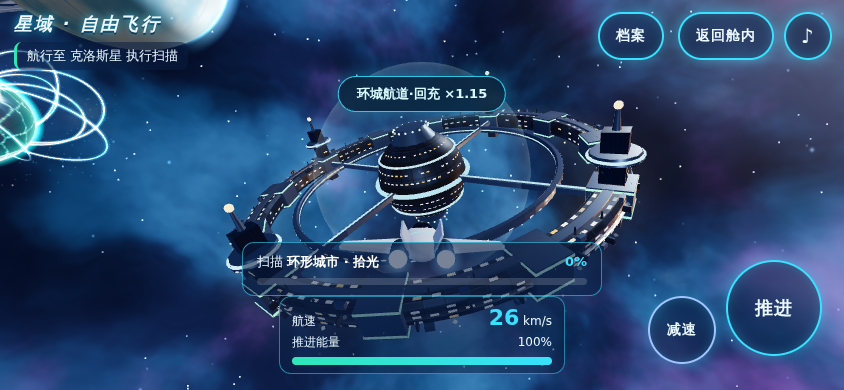 星域 · 自由飞行
航行至 克洛斯星 执行扫描
档案
返回舱内
♪
环城航道·回充 ×1.15
扫描 环形城市 · 拾光 0%
航速 26 km/s
推进能量 100%
减速
推进